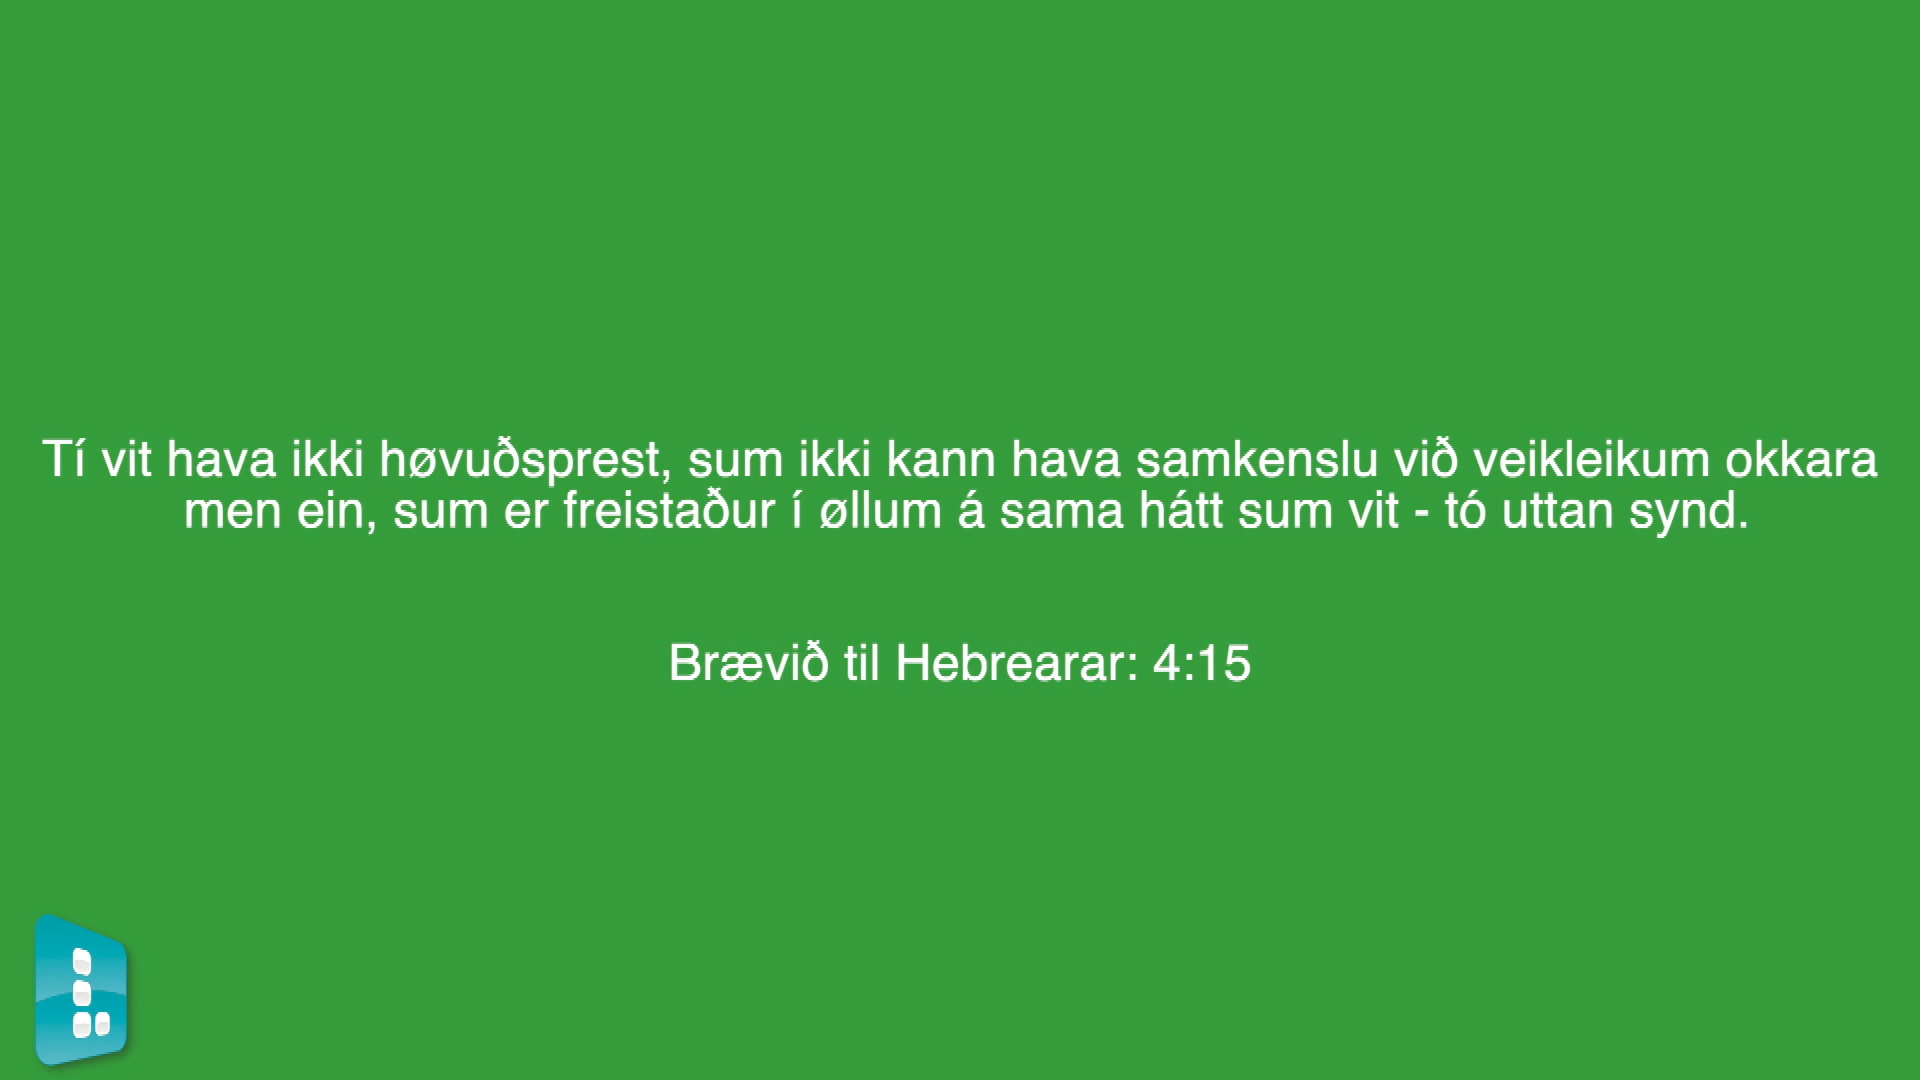 Tí vit hava ikki høvuðsprest, sum ikki kann hava samkenslu við veikleikum okkara
men ein, sum er freistaður í øllum á sama hátt sum vit - tó uttan synd.
Brævið til Hebrearar: 4:15